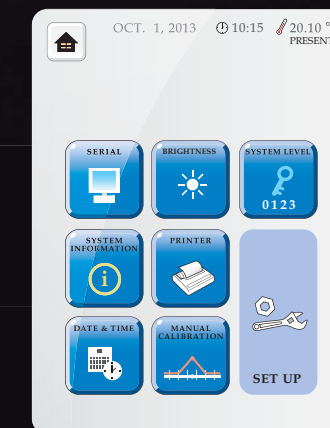 OCT. 1, 2013 10:15 20.10 °
PRESENT
SERIAL BRIGHTNESS SYSTEM LEVEL
0123
SYSTEM
INFORMATION
i
PRINTER
DATE & TIME
MANUAL
CALIBRATION
SET UP